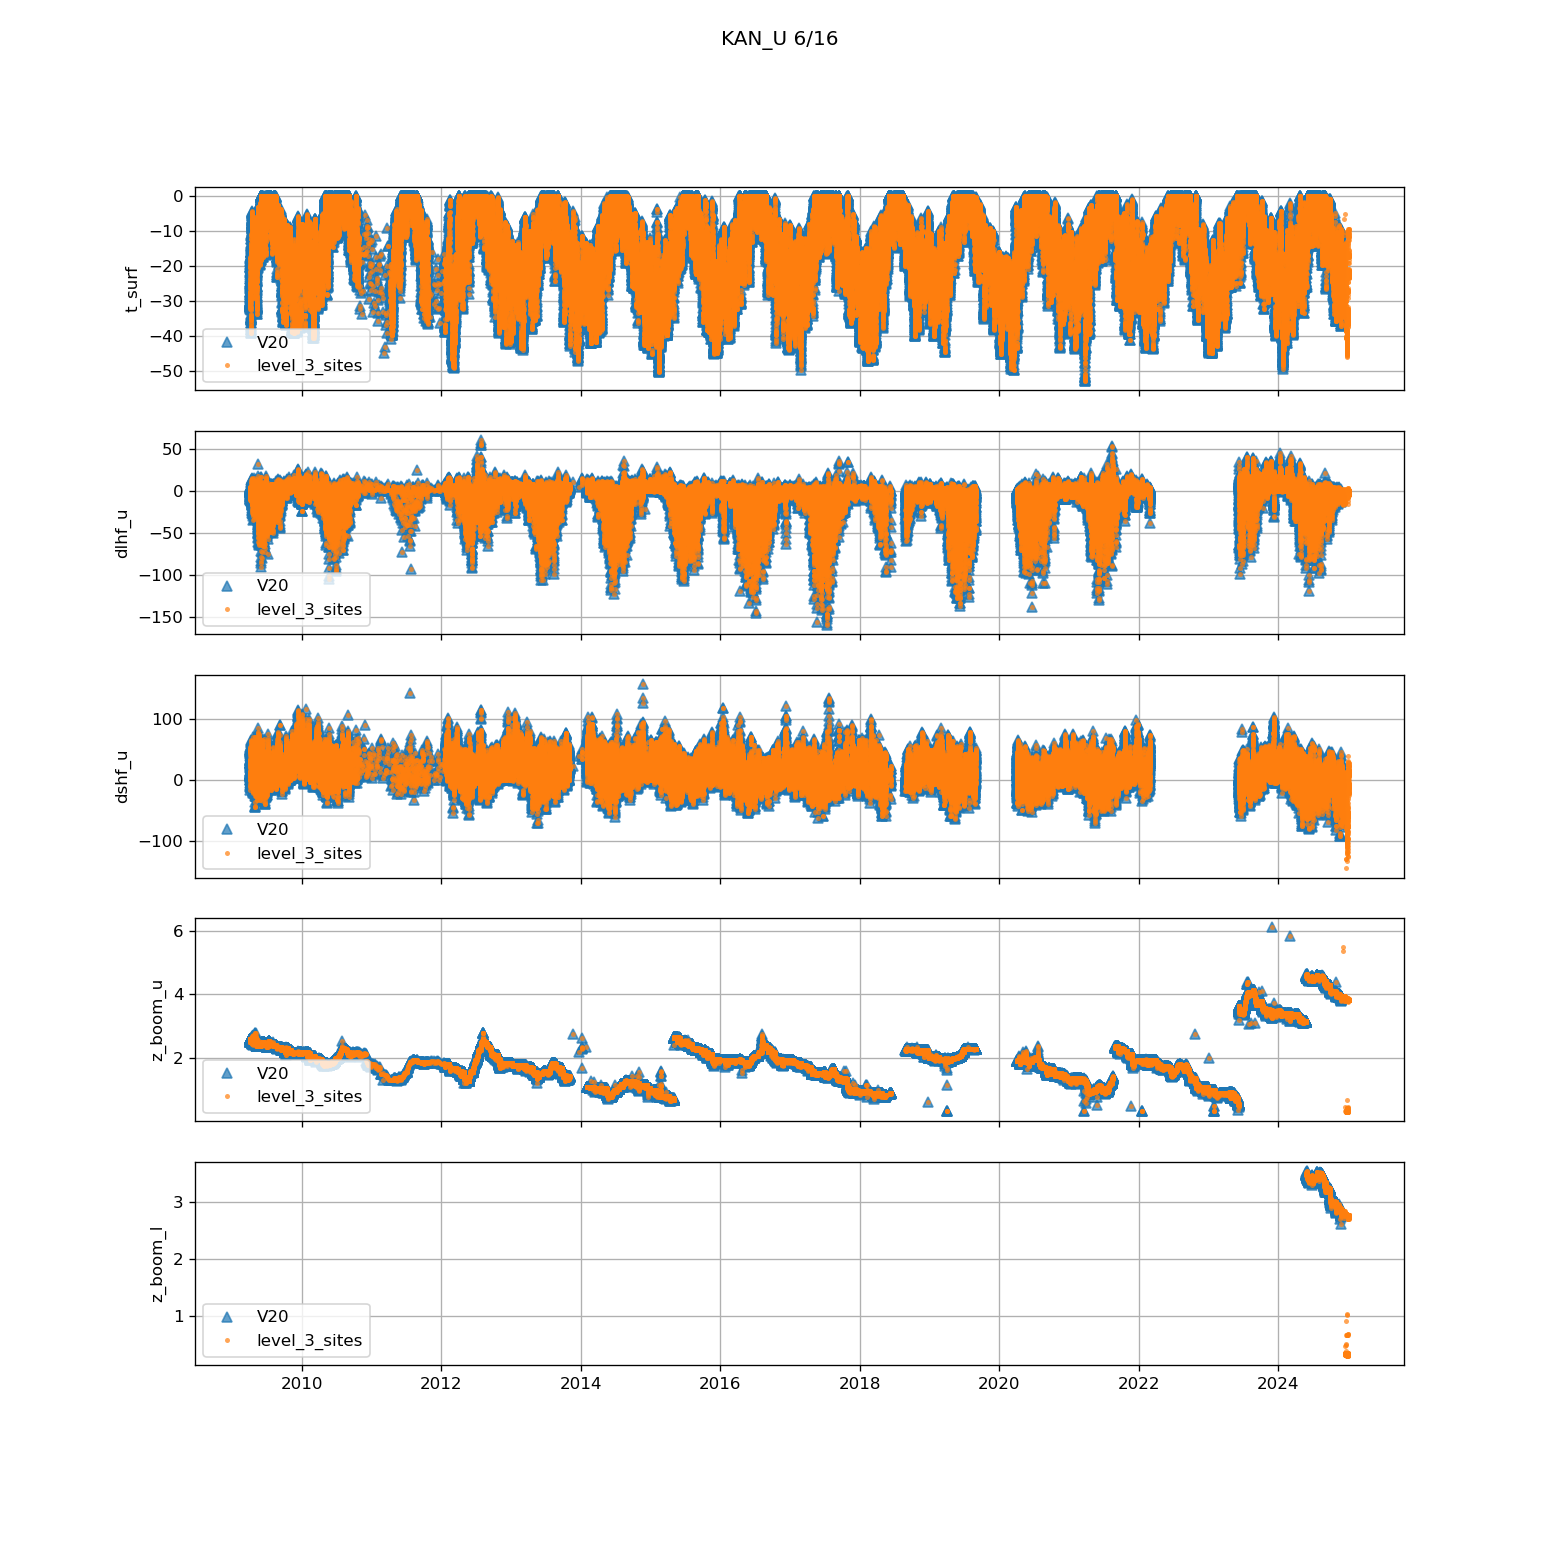 KAN_U 6/16
t_surf
0
−10
−20
−30
−40
−50
V20
level_3_sites
dlhf_u
50
0
−50
−100
−150
V20
level_3_sites
dshf_u
100
0
−100
V20
level_3_sites
z_boom_u
6
4
2
V20
level_3_sites
z_boom_l
3
2
1
V20
level_3_sites
2010 2012 2014 2016 2018 2020 2022 2024